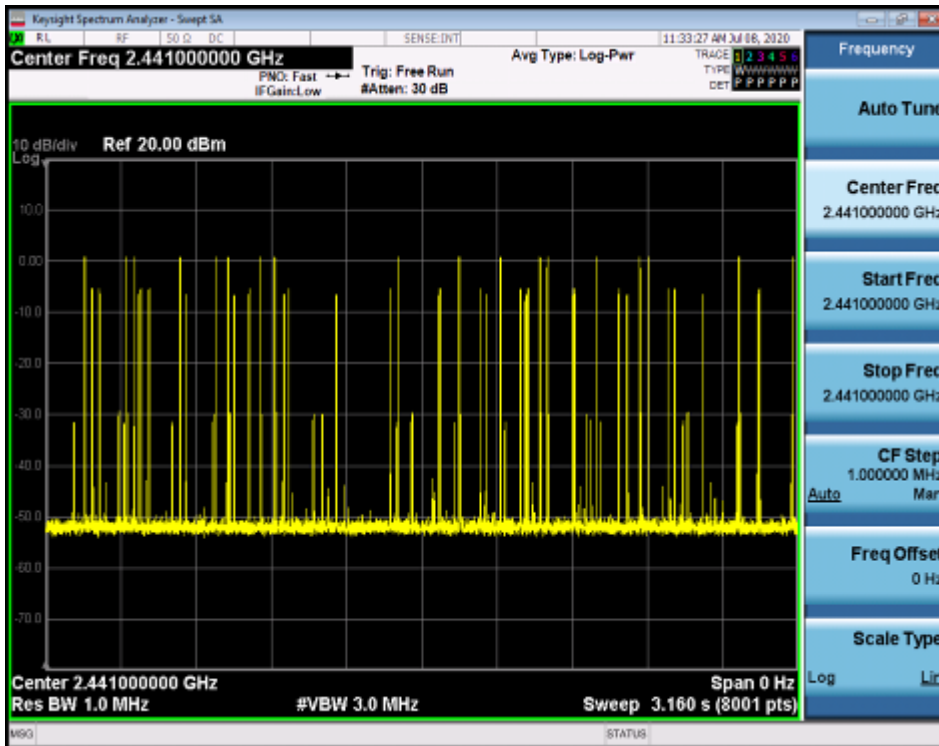 Keysight Spectrum Analyzer - Swept SA
RL RF 50 Ω DC SENSE:INT 11:33:27 AM Jul 08, 2020
Center Freq 2.441000000 GHz Avg Type: Log-Pwr TRACE 1 2 3 4 5 6
PNO: Fast Trig: Free Run TYPE WWWWWW
IFGain:Low #Atten: 30 dB DET P P P P P P
10 dB/div Ref 20.00 dBm
Log
10.0
0.00
-10.0
-20.0
-30.0
-40.0
-50.0
-60.0
-70.0
Center 2.441000000 GHz Span 0 Hz
Res BW 1.0 MHz #VBW 3.0 MHz Sweep 3.160 s (8001 pts)
MSG STATUS
Frequency
Auto Tune
Center Freq
2.441000000 GHz
Start Freq
2.441000000 GHz
Stop Freq
2.441000000 GHz
CF Step
1.000000 MHz
Auto Man
Freq Offset
0 Hz
Scale Type
Log Lin